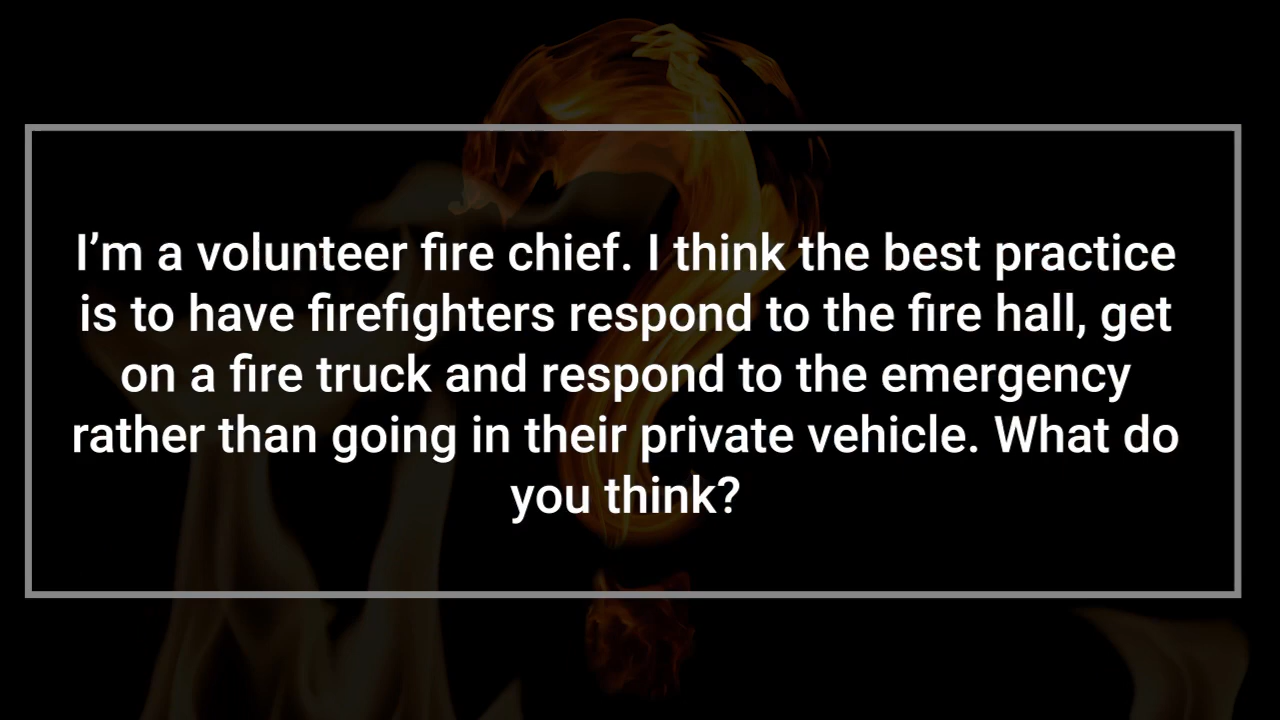 I’m a volunteer fire chief. I think the best practice
is to have firefighters respond to the fire hall, get
on a fire truck and respond to the emergency
rather than going in their private vehicle. What do
you think?